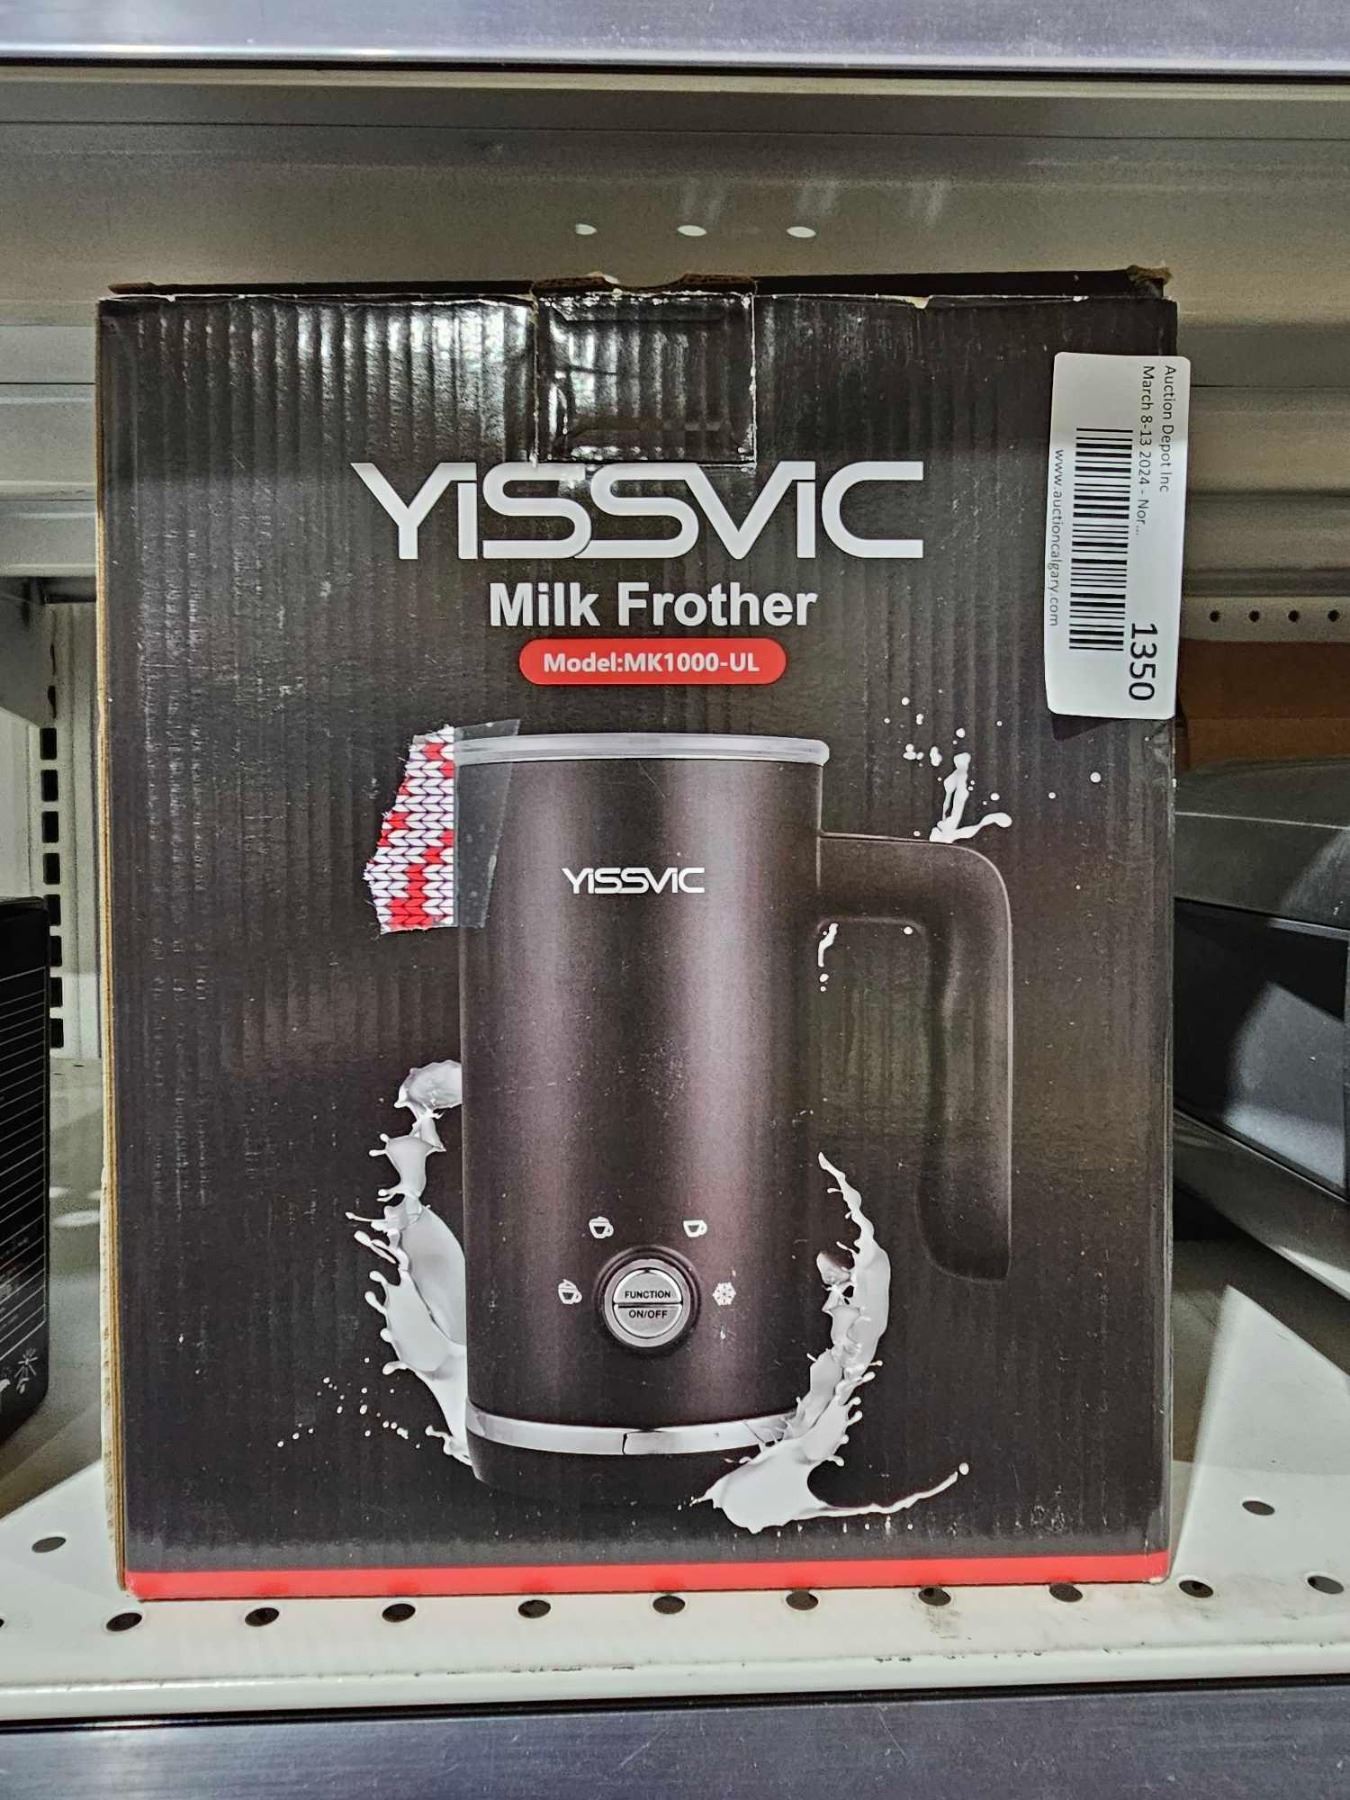 YISSVIC
Milk Frother
Model:MK1000-UL
Auction Depot Inc
March 8-13 2024 - Nor...
1350
www.auctioncalgary.com
YISSVIC
FUNCTION
ON/OFF